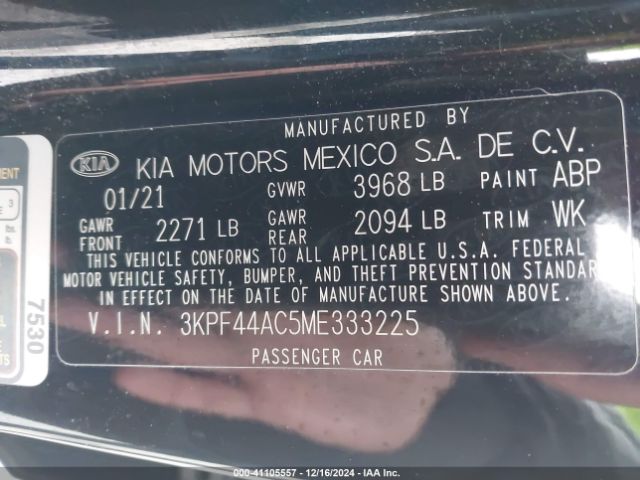 MANUFACTURED BY
KIA KIA MOTORS MEXICO S.A. DE C.V.
01/21 GVWR 3968 LB PAINT ABP
GAWR FRONT 2271 LB GAWR REAR 2094 LB TRIM WK
THIS VEHICLE CONFORMS TO ALL APPLICABLE U.S.A. FEDERAL
MOTOR VEHICLE SAFETY, BUMPER, AND THEFT PREVENTION STANDAR
IN EFFECT ON THE DATE OF MANUFACTURE SHOWN ABOVE.
V.I.N. 3KPF44AC5ME333225
PASSENGER CAR
7530
000-41105557 - 12/16/2024 - IAA Inc.